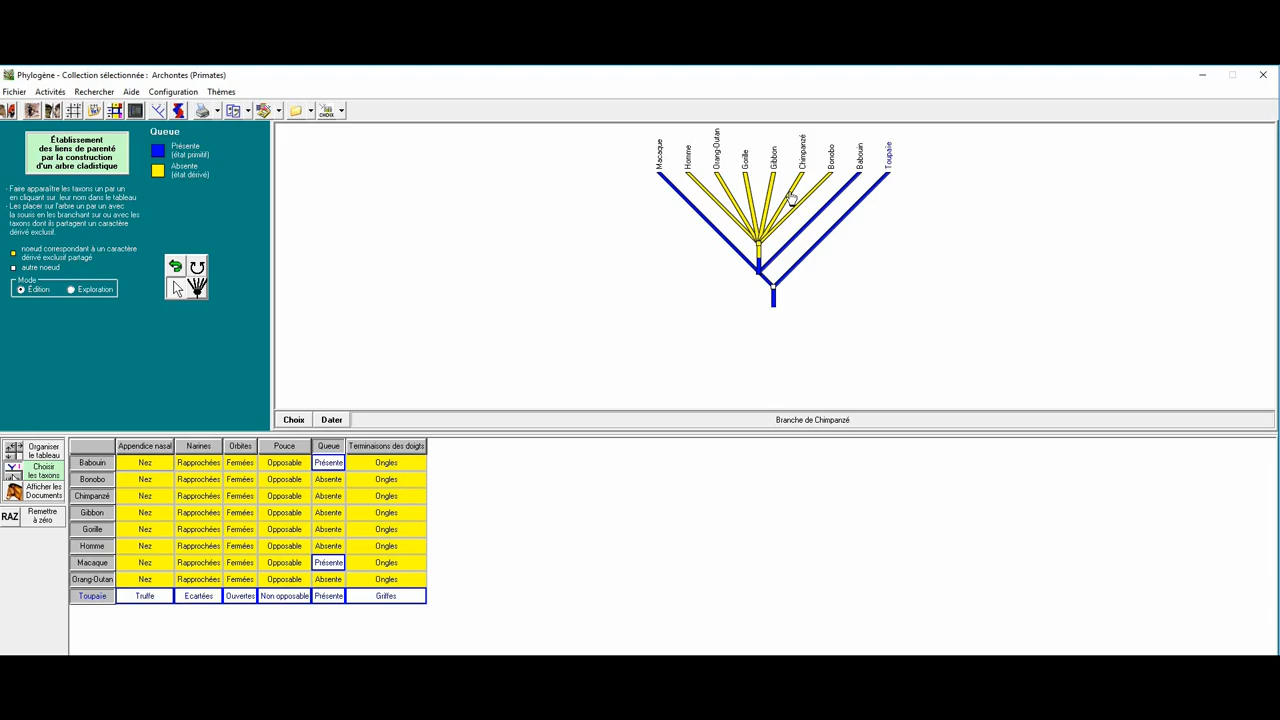 Phylogène - Collection sélectionnée : Archontes (Primates)
Fichier Activités Rechercher Aide Configuration Thèmes
CHOIX
Établissement
des liens de parenté
par la construction
d'un arbre cladistique
Queue
Présente
(état primitif)
Absente
(état dérivé)
- Faire apparaître les taxons un par un
en cliquant sur leur nom dans le tableau
- Les placer sur l'arbre un par un avec
la souris en les branchant sur ou avec les
taxons dont ils partagent un caractère
dérivé exclusif.
noeud correspondant à un caractère
dérivé exclusif partagé
autre noeud
Mode
Édition Exploration
Macaque Homme Orang-Outan Gorille Gibbon Chimpanzé Bonobo Babouin Toupaïe
Choix Dater Branche de Chimpanzé
Organiser
le tableau
Choisir
les taxons
Afficher les
Documents
RAZ Remettre
à zéro
Appendice nasal Narines Orbites Pouce Queue Terminaisons des doigts
Babouin Nez Rapprochées Fermées Opposable Présente Ongles
Bonobo Nez Rapprochées Fermées Opposable Absente Ongles
Chimpanzé Nez Rapprochées Fermées Opposable Absente Ongles
Gibbon Nez Rapprochées Fermées Opposable Absente Ongles
Gorille Nez Rapprochées Fermées Opposable Absente Ongles
Homme Nez Rapprochées Fermées Opposable Absente Ongles
Macaque Nez Rapprochées Fermées Opposable Présente Ongles
Orang-Outan Nez Rapprochées Fermées Opposable Absente Ongles
Toupaïe Truffe Ecartées Ouvertes Non opposable Présente Griffes